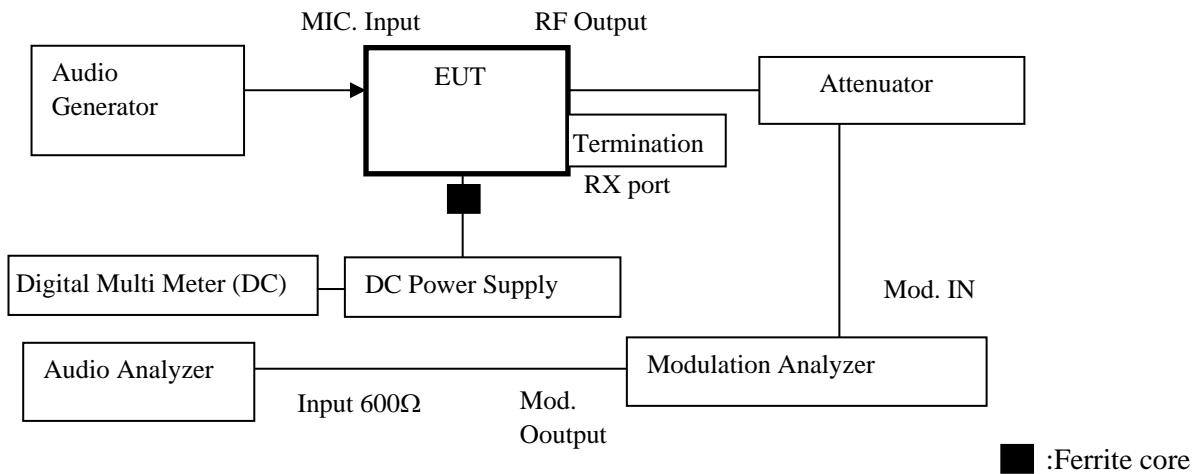 MIC. Input
RF Output
Audio
Generator
EUT
Attenuator
Termination
RX port
Digital Multi Meter (DC)
DC Power Supply
Mod. IN
Audio Analyzer
Modulation Analyzer
Input 600Ω
Mod.
Ooutput
:Ferrite core